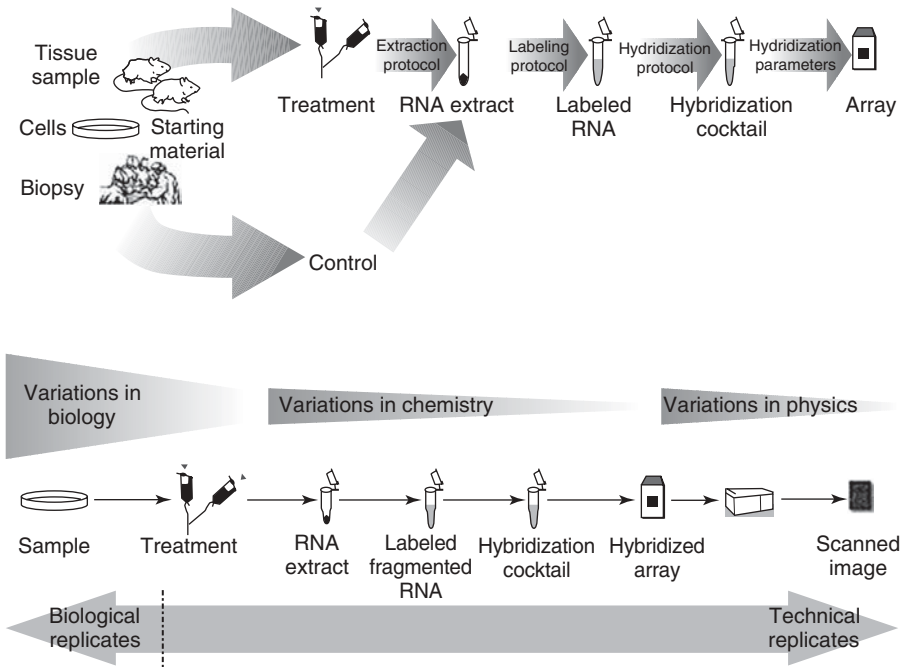 Tissue
sample
Cells
Starting
material
Biopsy
Treatment
Extraction
protocol
RNA extract
Labeling
protocol
Labeled
RNA
Hydridization
protocol
Hybridization
cocktail
Hydridization
parameters
Array
Control
Variations in
biology
Variations in chemistry
Variations in physics
Sample
Treatment
RNA
extract
Labeled
fragmented
RNA
Hybridization
cocktail
Hybridized
array
Scanned
image
Biological
replicates
Technical
replicates